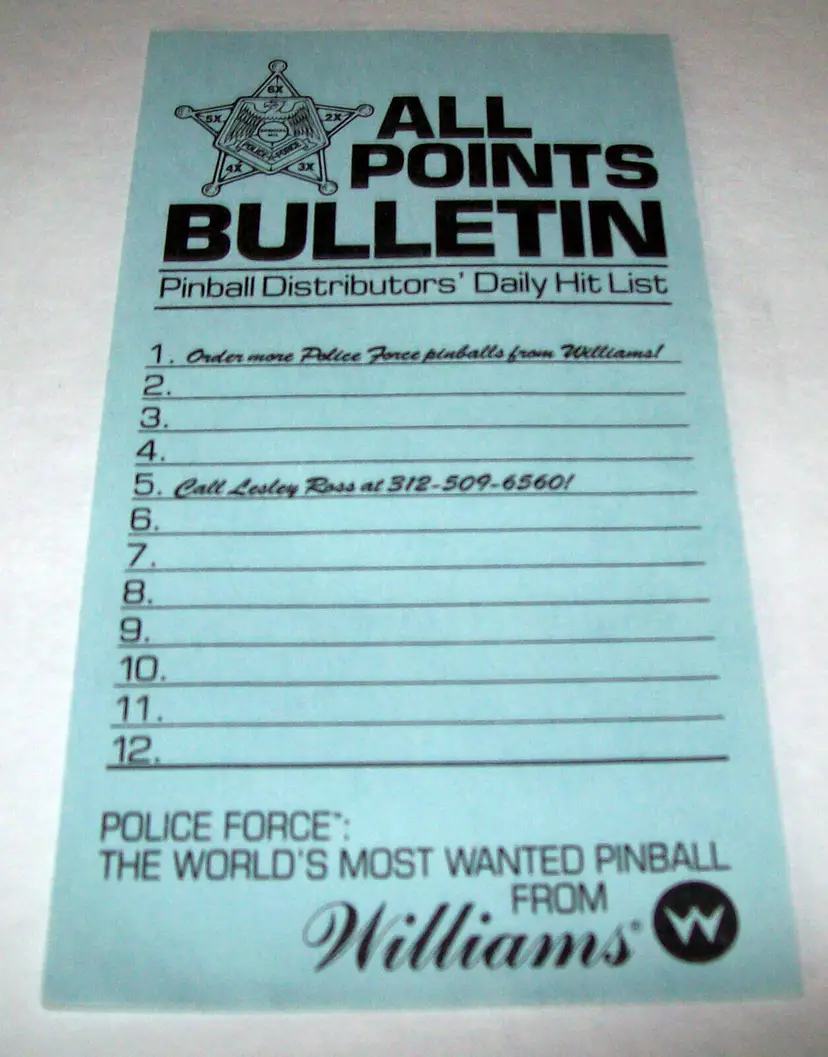 6X
5X 2X
POLICE FORCE
4X 3X
ALL
POINTS
BULLETIN
Pinball Distributors' Daily Hit List
1. Order more Police Force pinballs from Williams!
2.
3.
4.
5. Call Lesley Ross at 312-509-6560!
6.
7.
8.
9.
10.
11.
12.
POLICE FORCE™:
THE WORLD'S MOST WANTED PINBALL
FROM
Williams® W